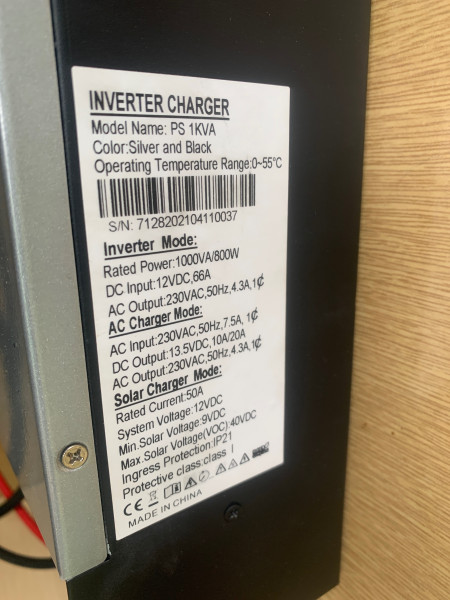 INVERTER CHARGER
Model Name: PS 1KVA
Color:Silver and Black
Operating Temperature Range:0~55°C
S/N: 7128202104110037
Inverter Mode:
Rated Power:1000VA/800W
DC Input:12VDC,66A
AC Output:230VAC,50Hz,4.3A,1¢
AC Charger Mode:
AC Input:230VAC,50Hz,7.5A, 1¢
DC Output:13.5VDC,10A/20A
AC Output:230VAC,50Hz,4.3A,1¢
Solar Charger Mode:
Rated Current:50A
System Voltage:12VDC
Min.Solar Voltage:9VDC
Max.Solar Voltage(VOC):40VDC
Ingress Protection:IP21
Protective class:class I
CE
MADE IN CHINA